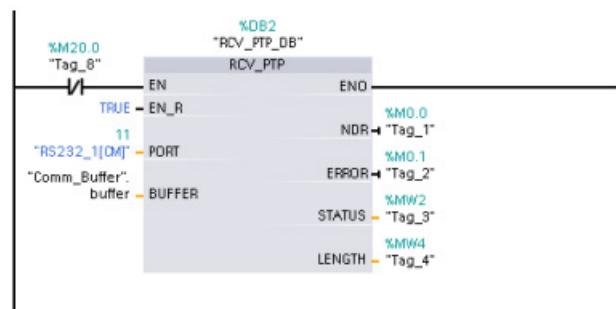 %DB2
"RCV_PTP_DB"
%M20.0
"Tag_8"
RCV_PTP
EN
ENO
TRUE
EN_R
%M0.0
NDR
"Tag_1"
11
"RS232_1[CM]"
PORT
%M0.1
ERROR
"Tag_2"
"Comm_Buffer".
buffer
BUFFER
%MW2
STATUS
"Tag_3"
%MW4
LENGTH
"Tag_4"